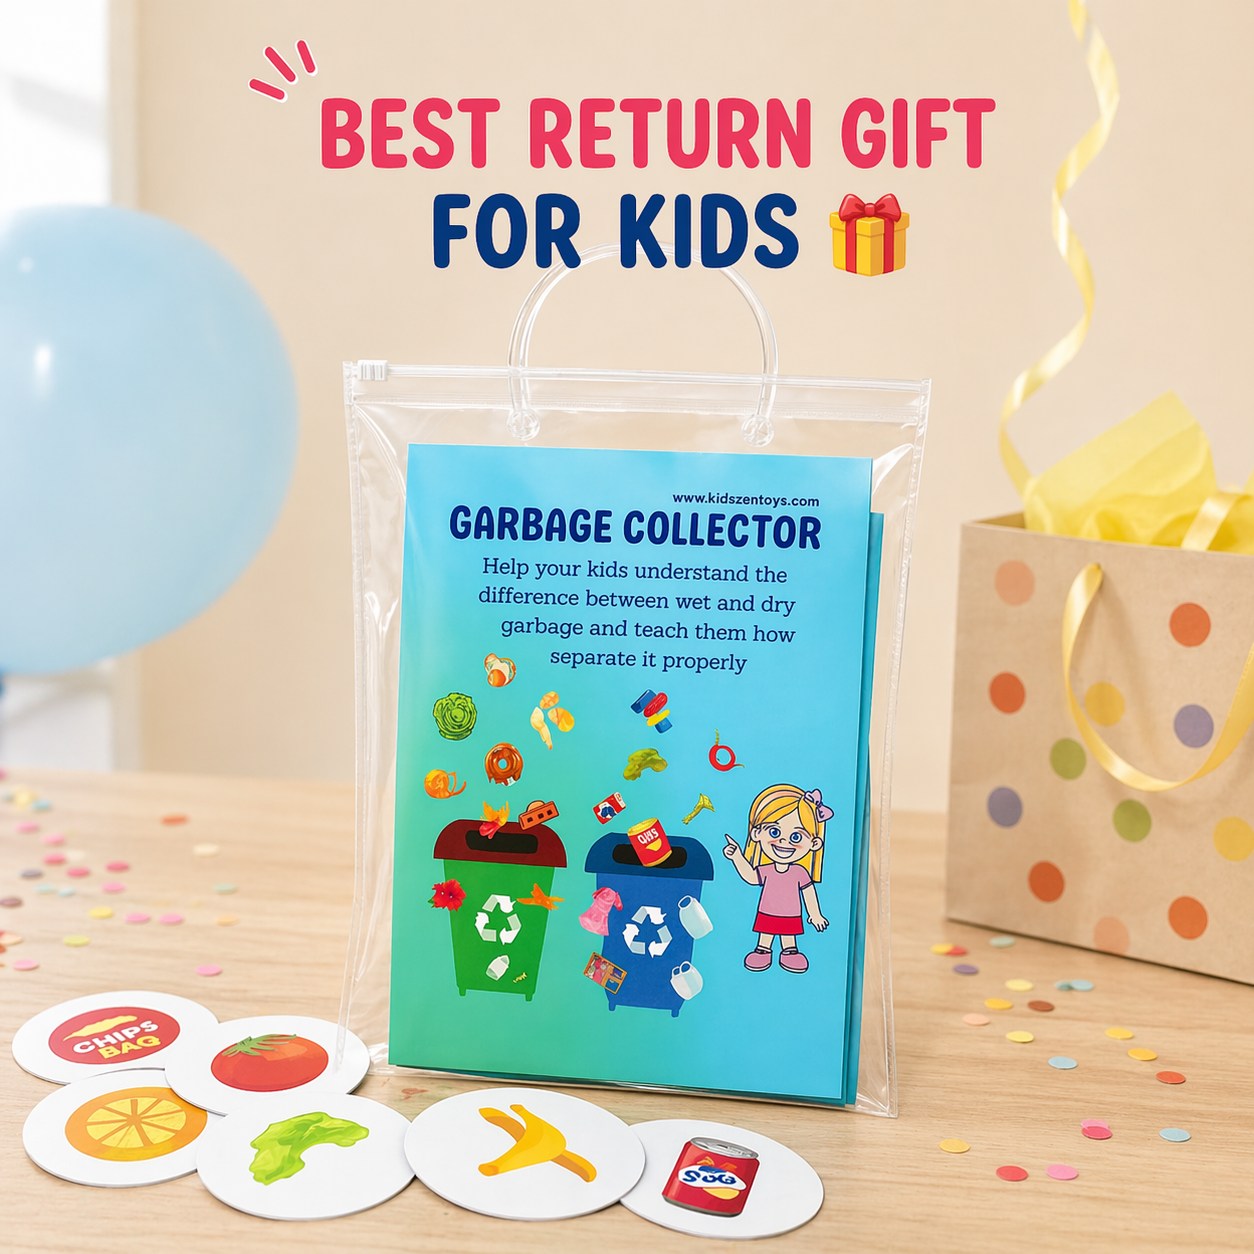 BEST RETURN GIFT
FOR KIDS
www.kidszentoys.com
GARBAGE COLLECTOR
Help your kids understand the
difference between wet and dry
garbage and teach them how
separate it properly
CHIPS
BAG